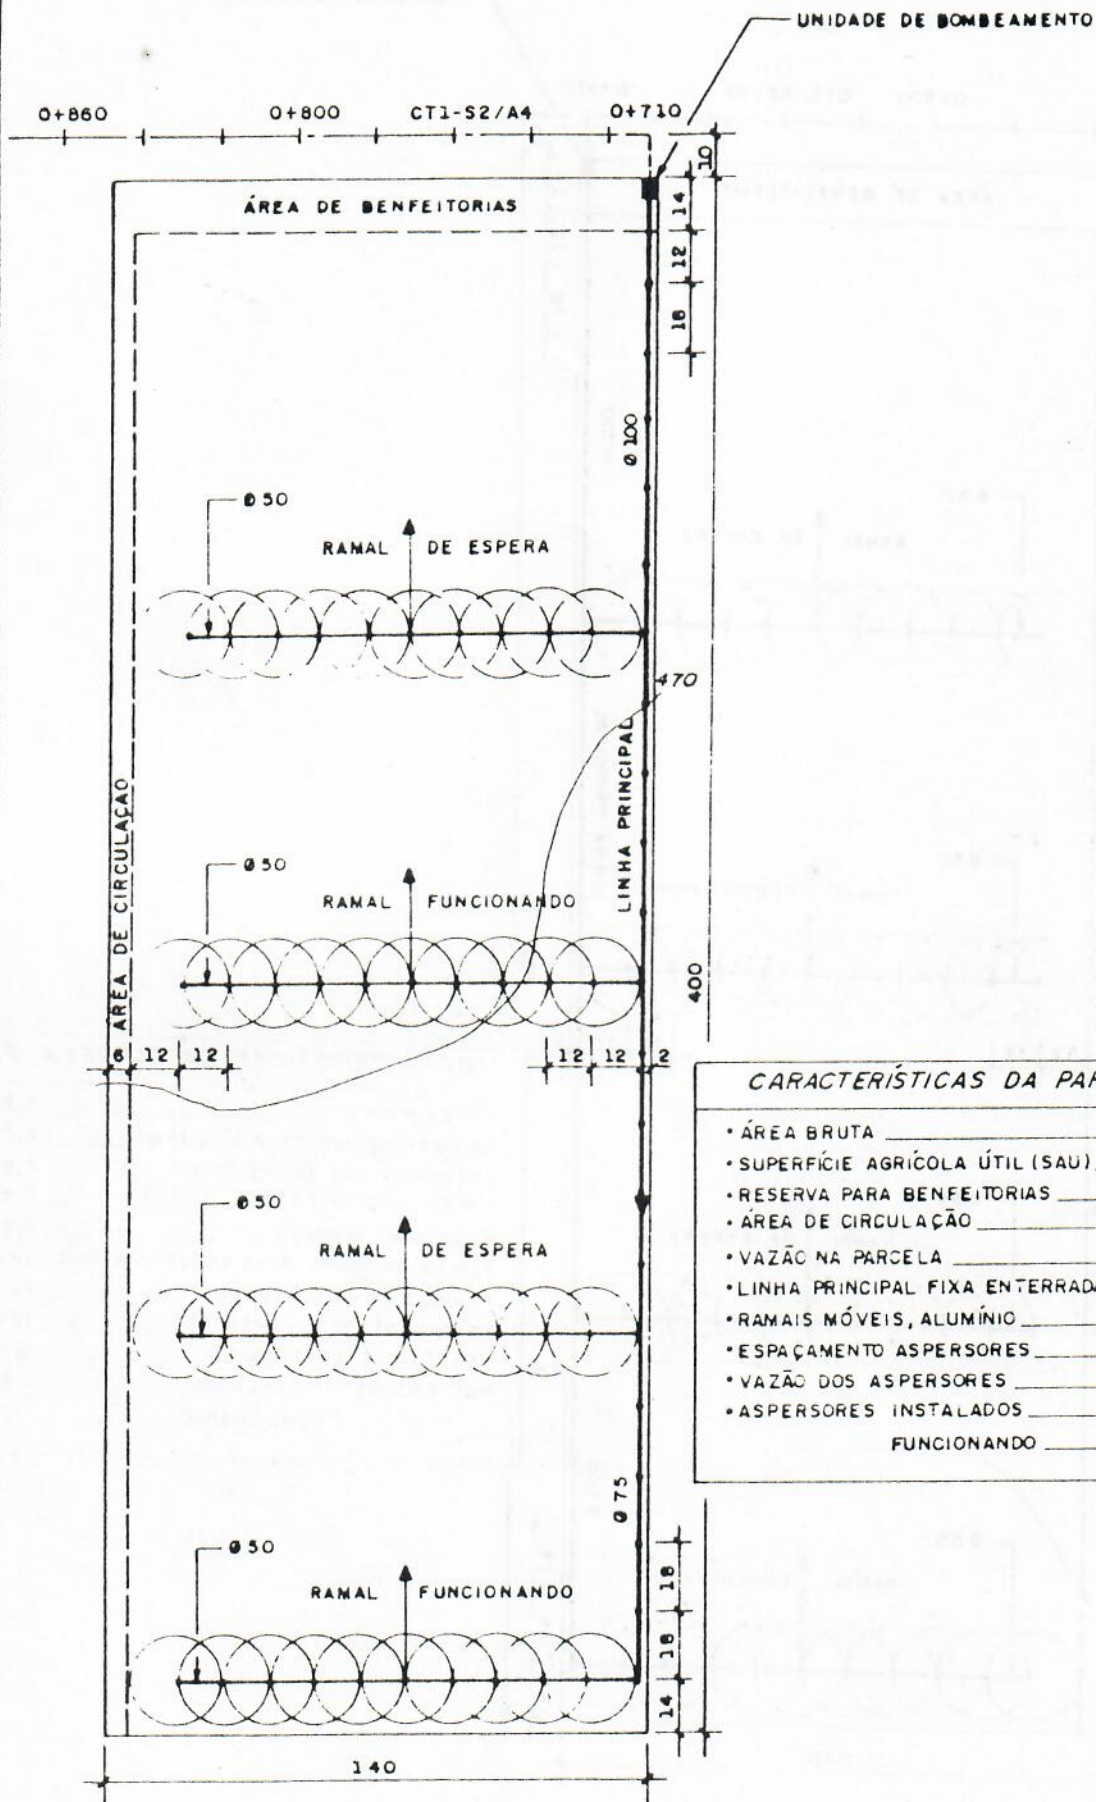 UNIDADE DE BOMBEAMENTO
0+860 0+800 CT1-S2/A4 0+710
10
ÁREA DE BENFEITORIAS
14
12
18
Ø 100
Ø 50
RAMAL DE ESPERA
470
LINHA PRINCIPAL
ÁREA DE CIRCULAÇÃO
Ø 50
RAMAL FUNCIONANDO
400
6 12 12 12 12 2
CARACTERÍSTICAS DA PAR
• ÁREA BRUTA
• SUPERFÍCIE AGRÍCOLA ÚTIL (SAU)
• RESERVA PARA BENFEITORIAS
• ÁREA DE CIRCULAÇÃO
• VAZÃO NA PARCELA
• LINHA PRINCIPAL FIXA ENTERRADA
• RAMAIS MÓVEIS, ALUMÍNIO
• ESPAÇAMENTO ASPERSORES
• VAZÃO DOS ASPERSORES
• ASPERSORES INSTALADOS
FUNCIONANDO
Ø 50
RAMAL DE ESPERA
Ø 75
Ø 50
RAMAL FUNCIONANDO
18
18
14
140